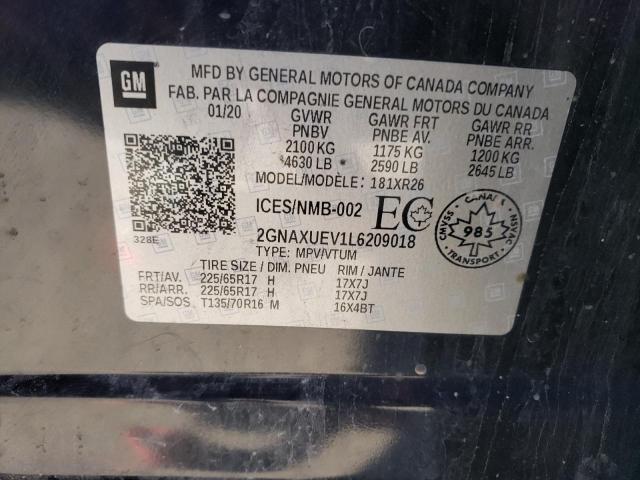 GM
MFD BY GENERAL MOTORS OF CANADA COMPANY
FAB. PAR LA COMPAGNIE GENERAL MOTORS DU CANADA
01/20 GVWR GAWR FRT GAWR RR
PNBV PNBE AV. PNBE ARR.
2100 KG 1175 KG 1200 KG
4630 LB 2590 LB 2645 LB
MODEL/MODÈLE: 181XR26
328E ICES/NMB-002 EC
CANADA
CMVSS 985 NSVAC
2GNAXUEV1L6209018
TYPE: MPV/VTUM
TIRE SIZE / DIM. PNEU RIM / JANTE
FRT/AV. 225/65R17 H 17X7J
RR/ARR. 225/65R17 H 17X7J
SPA/SOS T135/70R16 M 16X4BT